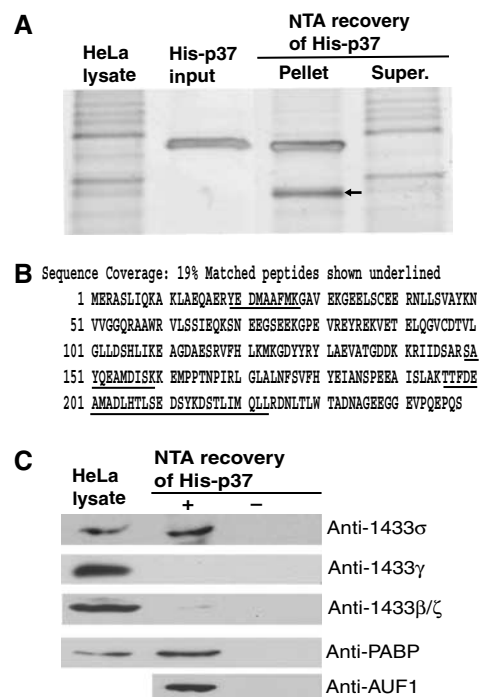 A
HeLa lysate
His-p37 input
NTA recovery of His-p37
Pellet
Super.
B
Sequence Coverage: 19% Matched peptides shown underlined
1 MERASLIQKA KLAEQAERYE DMAAFMKGAV EKGEELSCEE RNLLSVAYKN
51 VVGGQRAAWR VLSSIEQKSN EEGSEEKGPE VREYREKVET ELQGVCDTVL
101 GLLDSHLIKE AGDAESRVFH LKMKGDYYRY LAEVATGDDK KRIIDSARSA
151 YQEAMDISKK EMPPTNPIRL GLALNFSVFH YEIANSPEEA ISLAKTTFDE
201 AMADLHTLSE DSYKDSTLIM QLLRDNLTLW TADNAGEEGG EVPQEPQS
C
HeLa lysate
NTA recovery of His-p37
+ –
Anti-1433σ
Anti-1433γ
Anti-1433β/ζ
Anti-PABP
Anti-AUF1